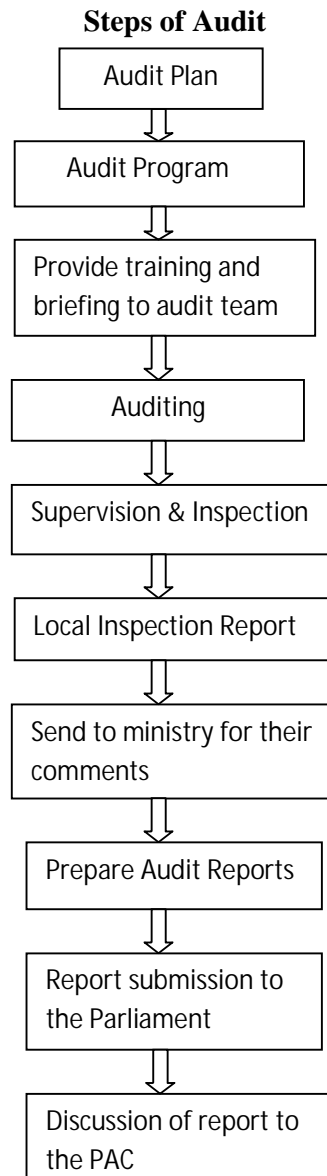 Steps of Audit
Audit Plan
Audit Program
Provide training and
briefing to audit team
Auditing
Supervision & Inspection
Local Inspection Report
Send to ministry for their
comments
Prepare Audit Reports
Report submission to
the Parliament
Discussion of report to
the PAC